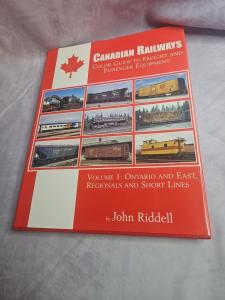 CANADIAN RAILWAYS
COLOR GUIDE TO FREIGHT AND
PASSENGER EQUIPMENT
VOLUME 1: ONTARIO AND EAST,
REGIONALS AND SHORT LINES
by John Riddell